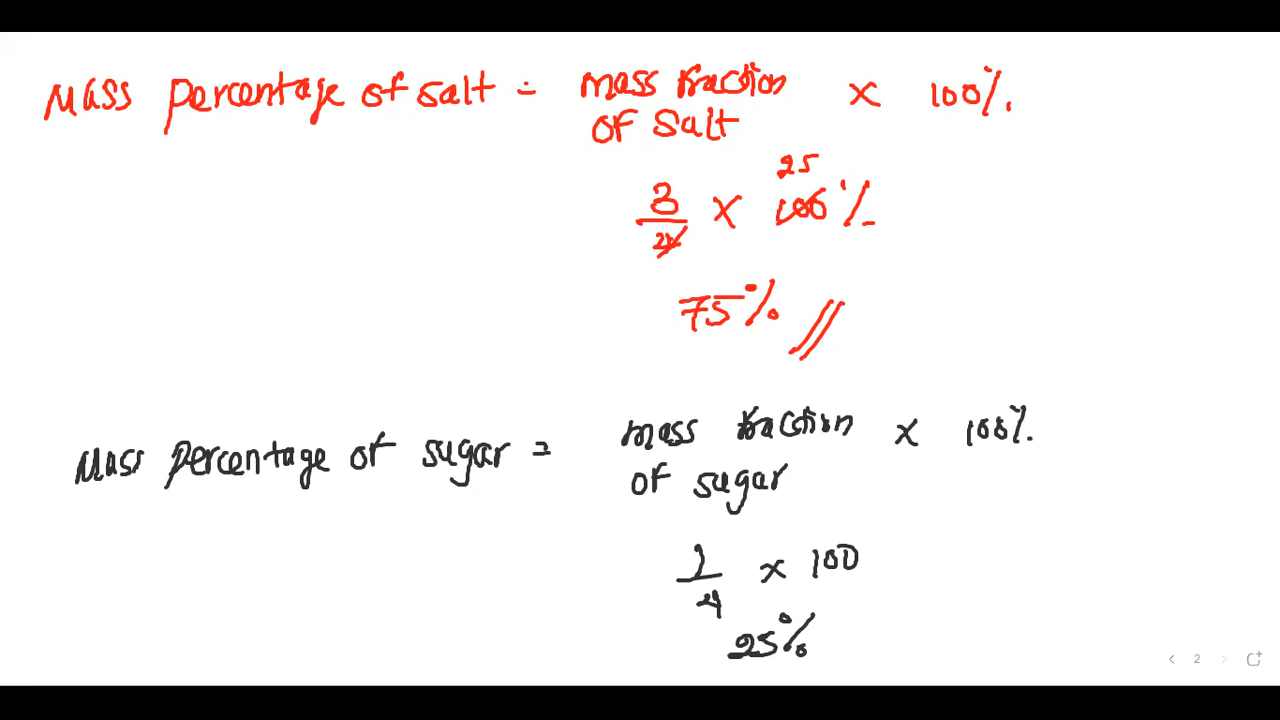 Mass percentage of salt = mass fraction × 100%
of salt
3/4 × 100%
25
75% //
Mass percentage of sugar = mass fraction × 100%
of sugar
1/4 × 100
25%
2